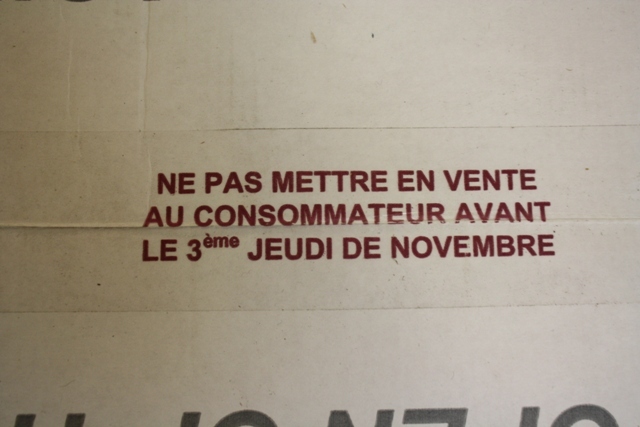 NE PAS METTRE EN VENTE
AU CONSOMMATEUR AVANT
LE 3ème JEUDI DE NOVEMBRE